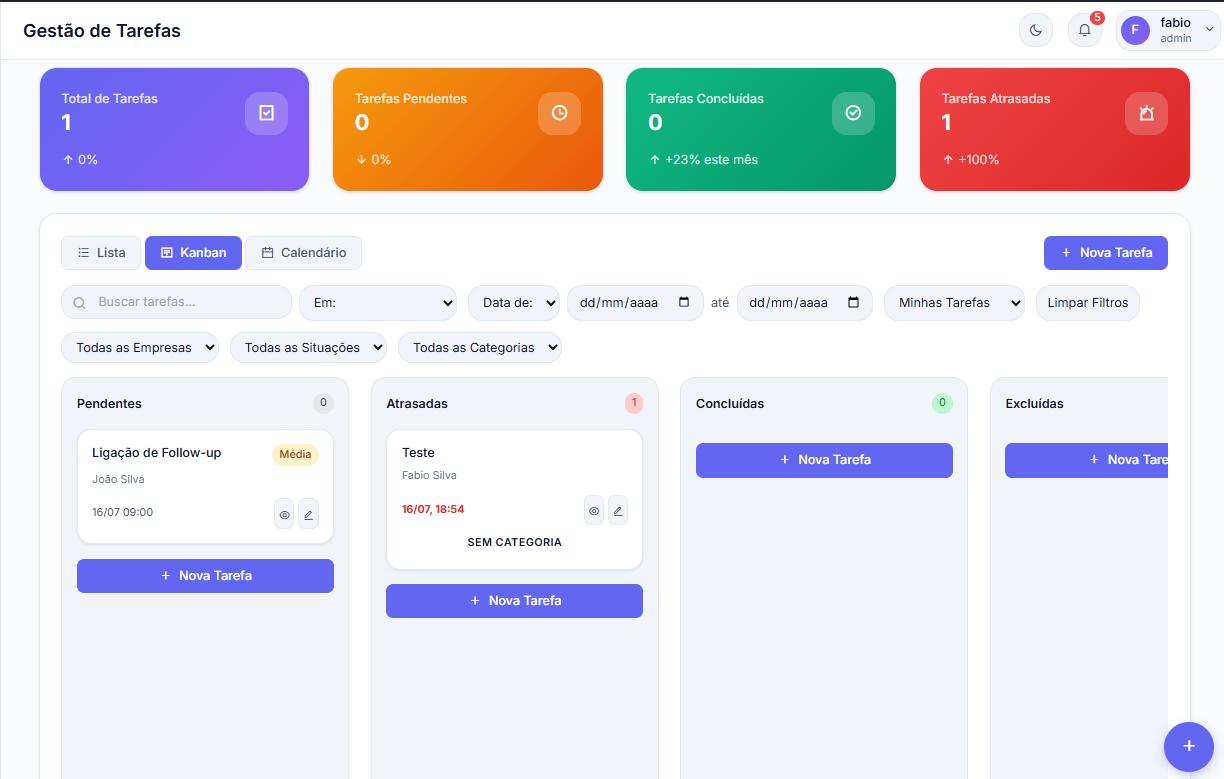 Gestão de Tarefas
5
F
fabio
admin
Total de Tarefas
1
↑ 0%
Tarefas Pendentes
0
↓ 0%
Tarefas Concluídas
0
↑ +23% este mês
Tarefas Atrasadas
1
↑ +100%
Lista
Kanban
Calendário
+ Nova Tarefa
Buscar tarefas...
Em:
Data de:
dd/mm/aaaa
até
dd/mm/aaaa
Minhas Tarefas
Limpar Filtros
Todas as Empresas
Todas as Situações
Todas as Categorias
Pendentes
0
Ligação de Follow-up
Média
João Silva
16/07 09:00
+ Nova Tarefa
Atrasadas
1
Teste
Fabio Silva
16/07, 18:54
SEM CATEGORIA
+ Nova Tarefa
Concluídas
0
+ Nova Tarefa
Excluídas
+ Nova Tare
+